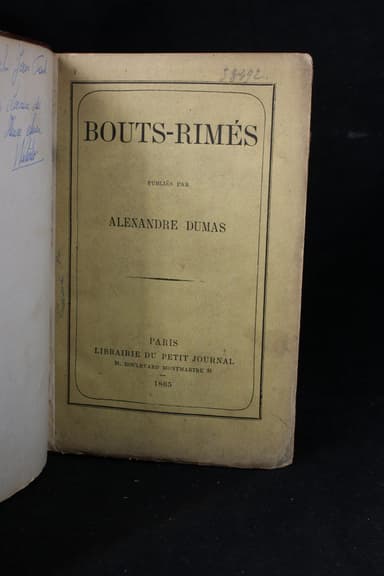 BOUTS-RIMÉS
PUBLIÉS PAR
ALEXANDRE DUMAS
PARIS
LIBRAIRIE DU PETIT JOURNAL
21, BOULEVARD MONTMARTRE 21
1865